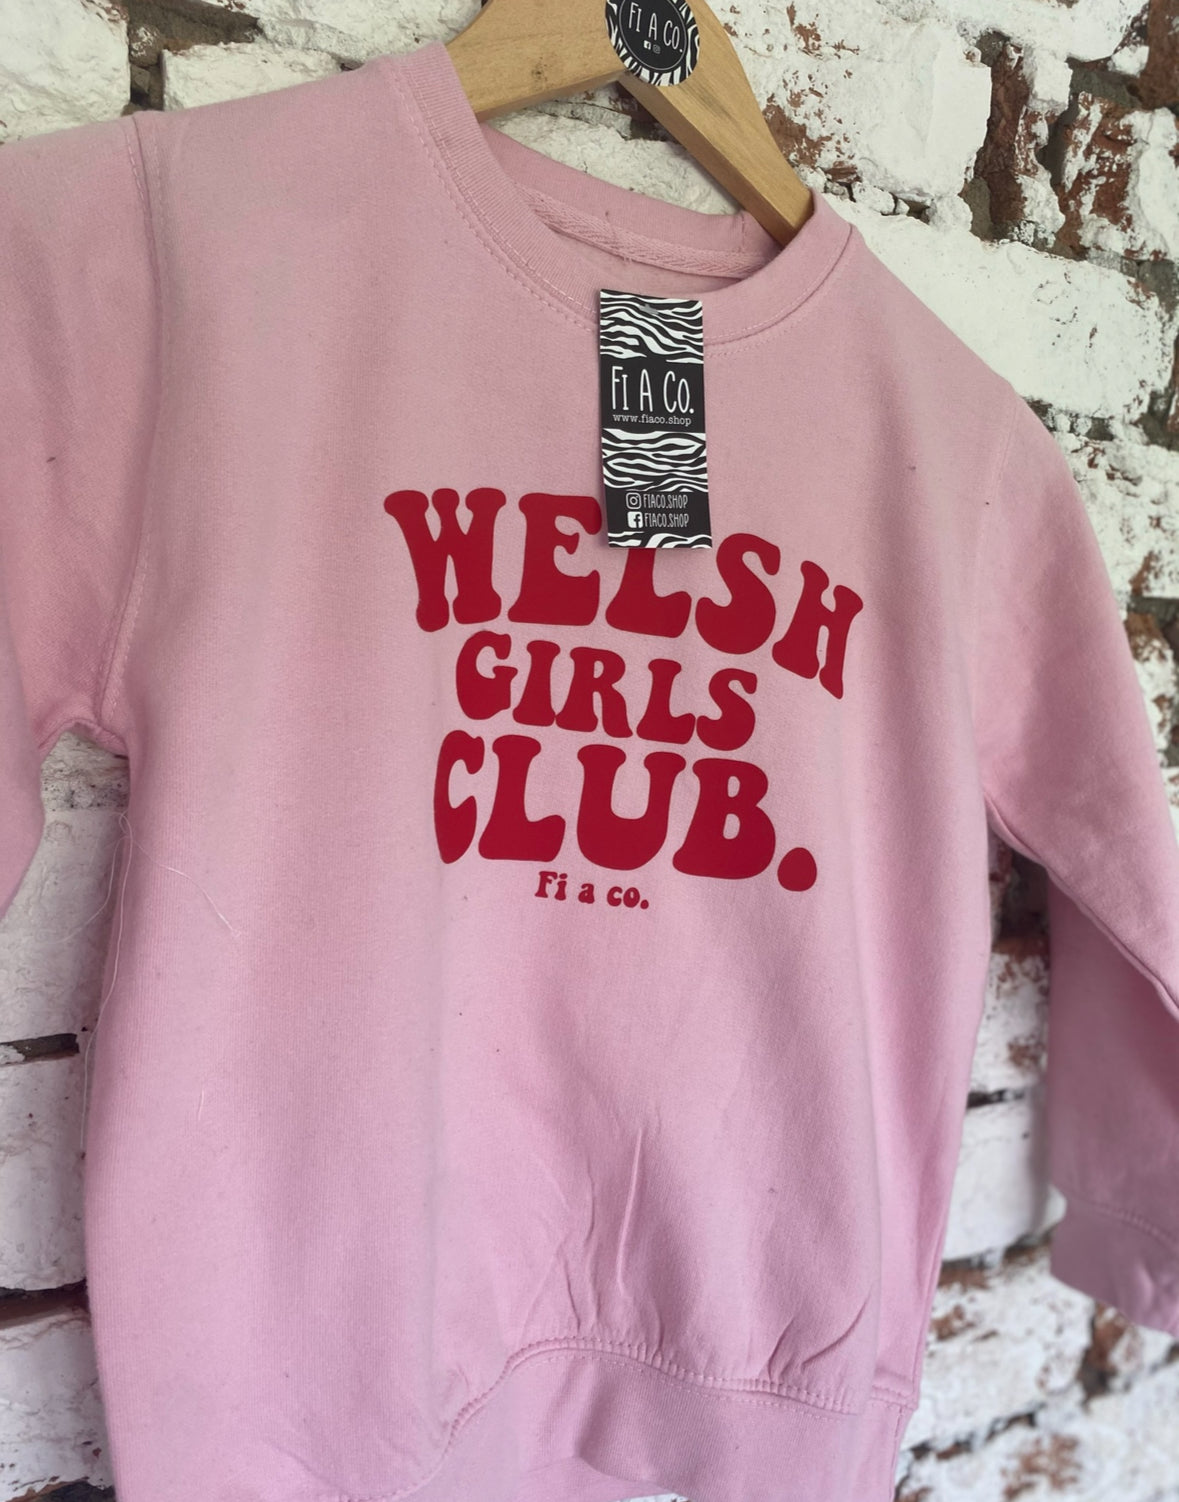 FI A CO.
FI A CO.
www.fiaco.shop
FIACO.SHOP
FIACO.SHOP
WELSH
GIRLS
CLUB.
Fi a co.